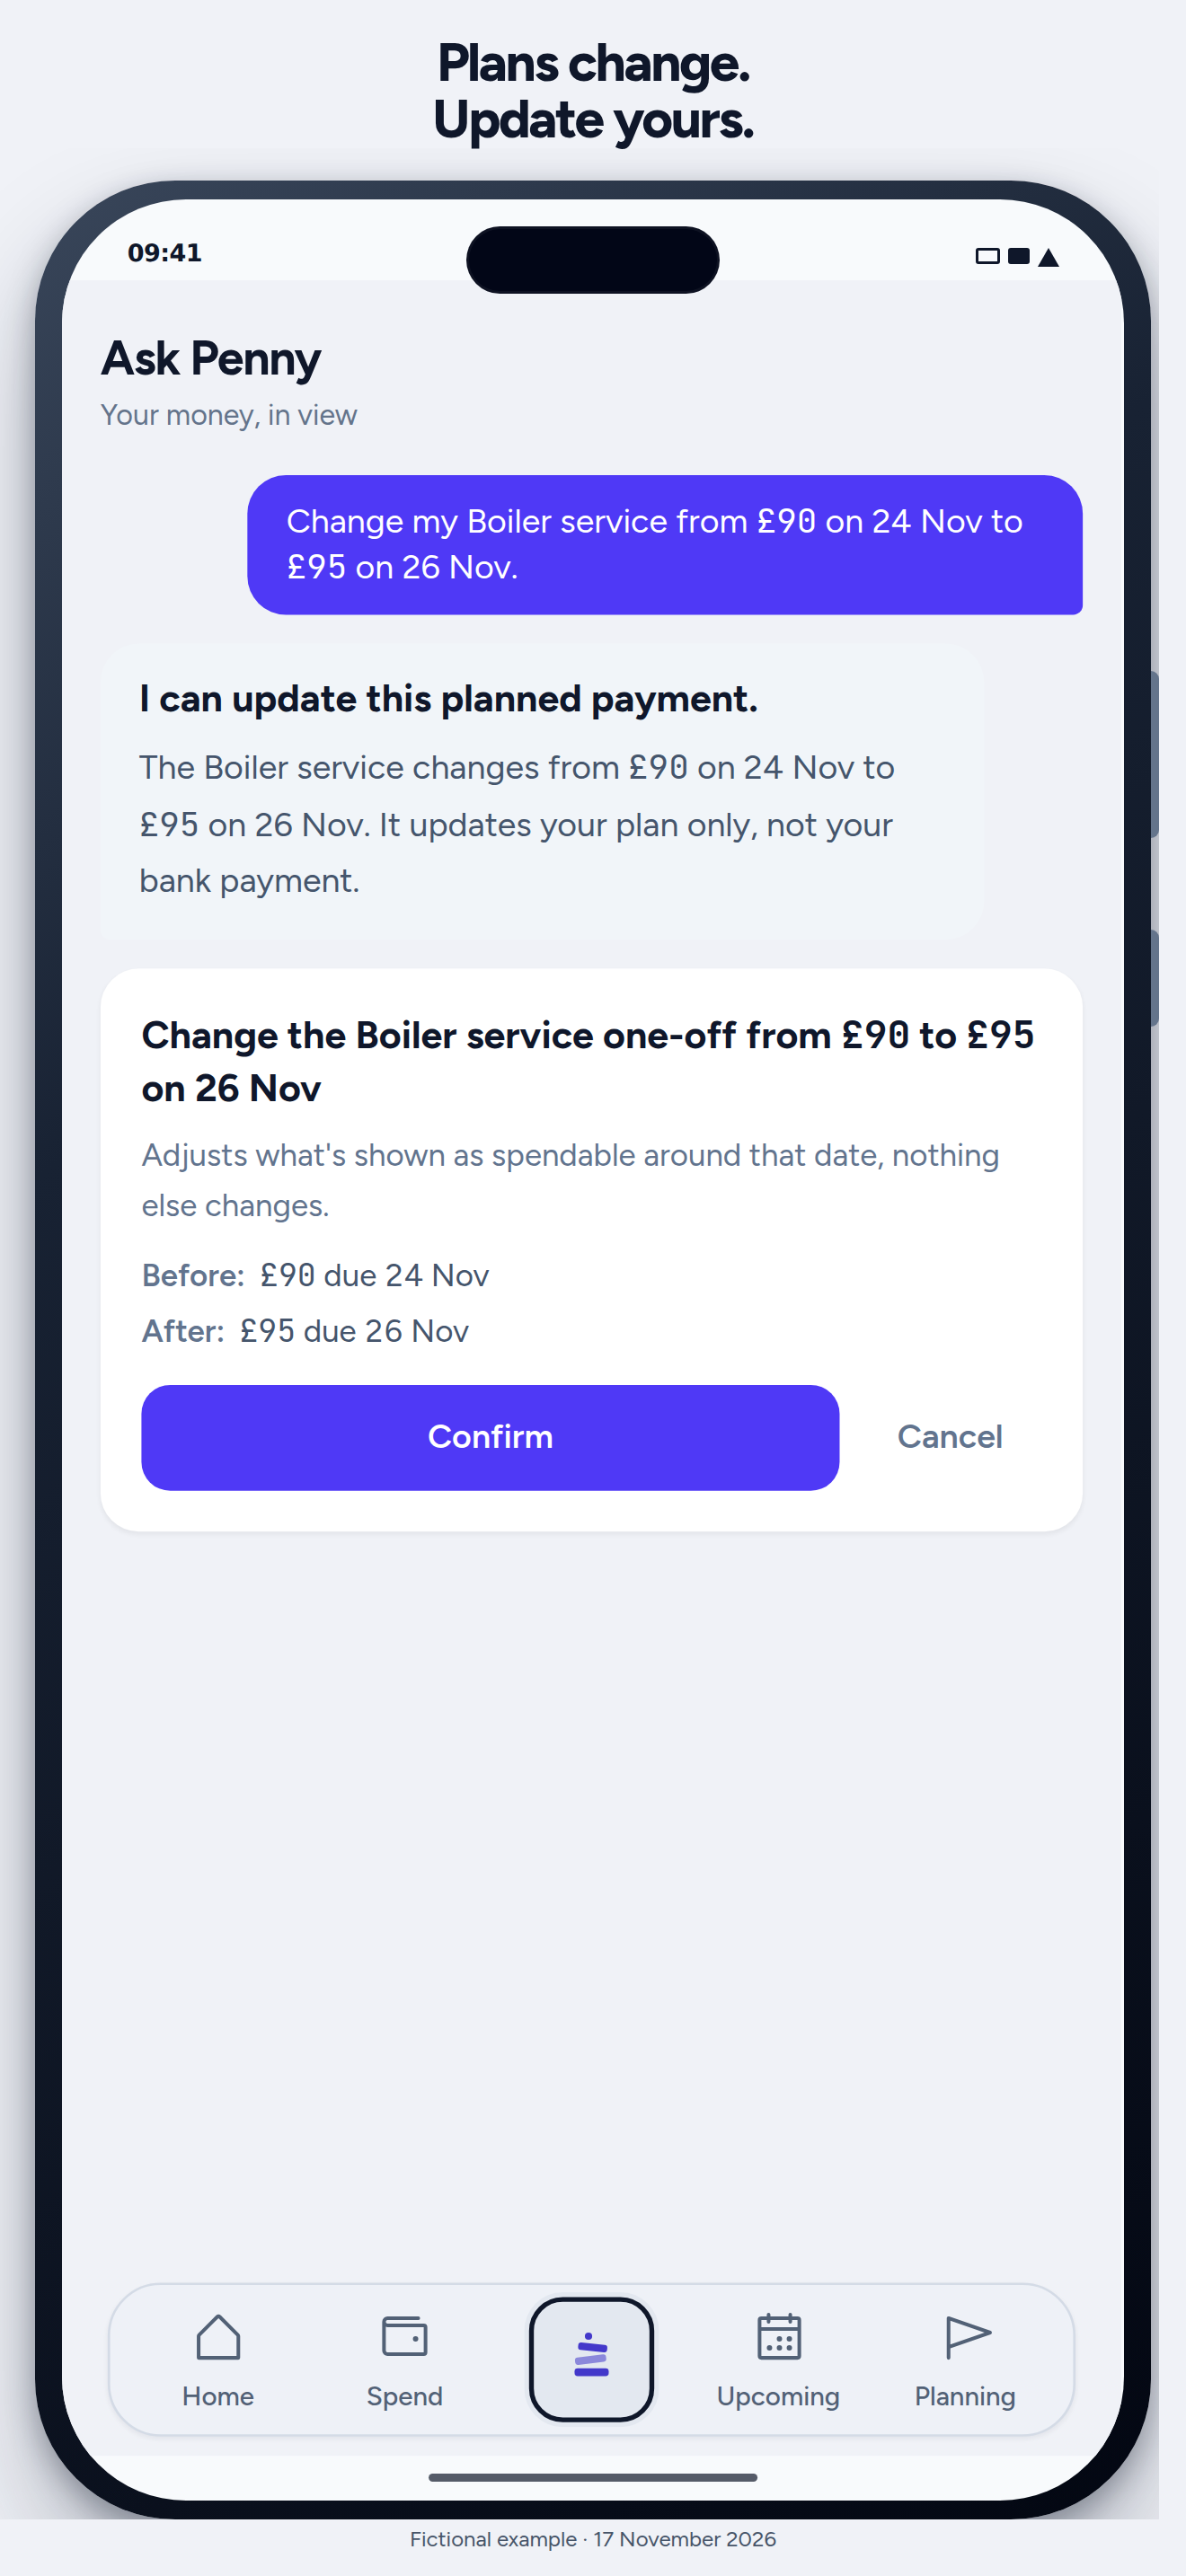 Plans change.
Update yours.
09:41
Ask Penny
Your money, in view
Change my Boiler service from £90 on 24 Nov to
£95 on 26 Nov.
I can update this planned payment.
The Boiler service changes from £90 on 24 Nov to
£95 on 26 Nov. It updates your plan only, not your
bank payment.
Change the Boiler service one-off from £90 to £95
on 26 Nov
Adjusts what's shown as spendable around that date, nothing
else changes.
Before: £90 due 24 Nov
After: £95 due 26 Nov
Confirm
Cancel
Home
Spend
Upcoming
Planning
Fictional example · 17 November 2026